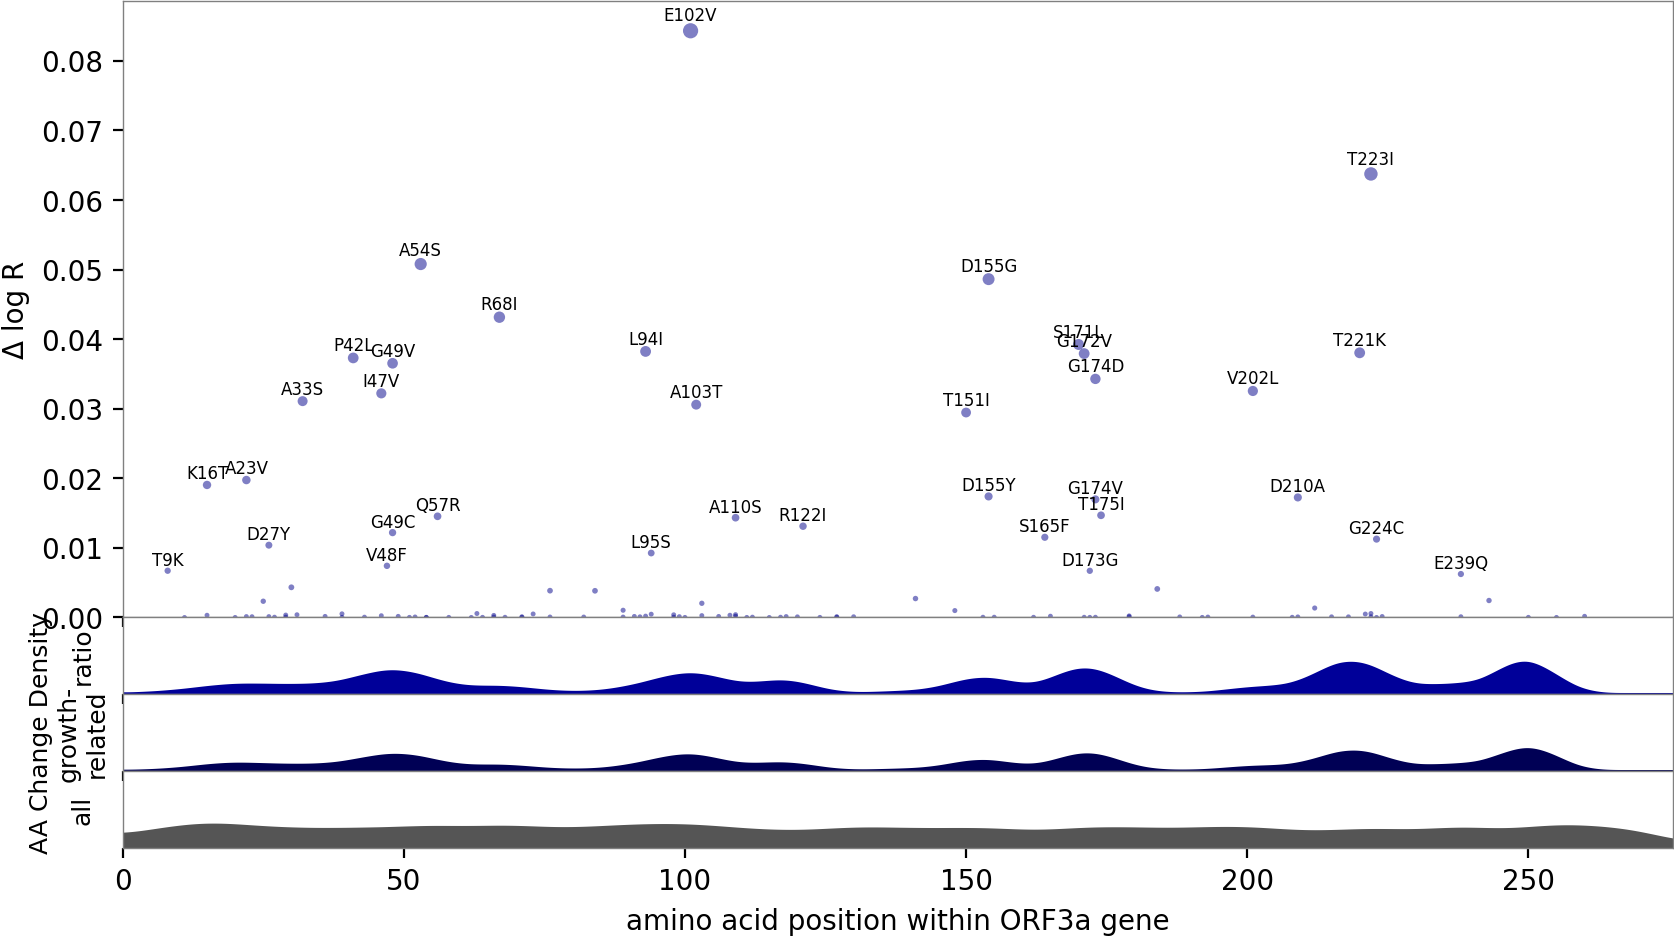 E102V
0.08
0.07
T223I
0.06
A54S
D155G
0.05
R68I
Δ log R
S171L
0.04
L94I
T221K
P42L
G172V
G49V
G174D
I47V
V202L
A33S
A103T
T151I
0.03
K16T
A23V
0.02
D155Y
G174V
D210A
Q57R
T175I
A110S
R122I
G49C
S165F
G224C
D27Y
L95S
0.01
V48F
T9K
D173G
E239Q
0.00
AA Change Density
ratio
growth-
related
all
0 50 100 150 200 250
amino acid position within ORF3a gene